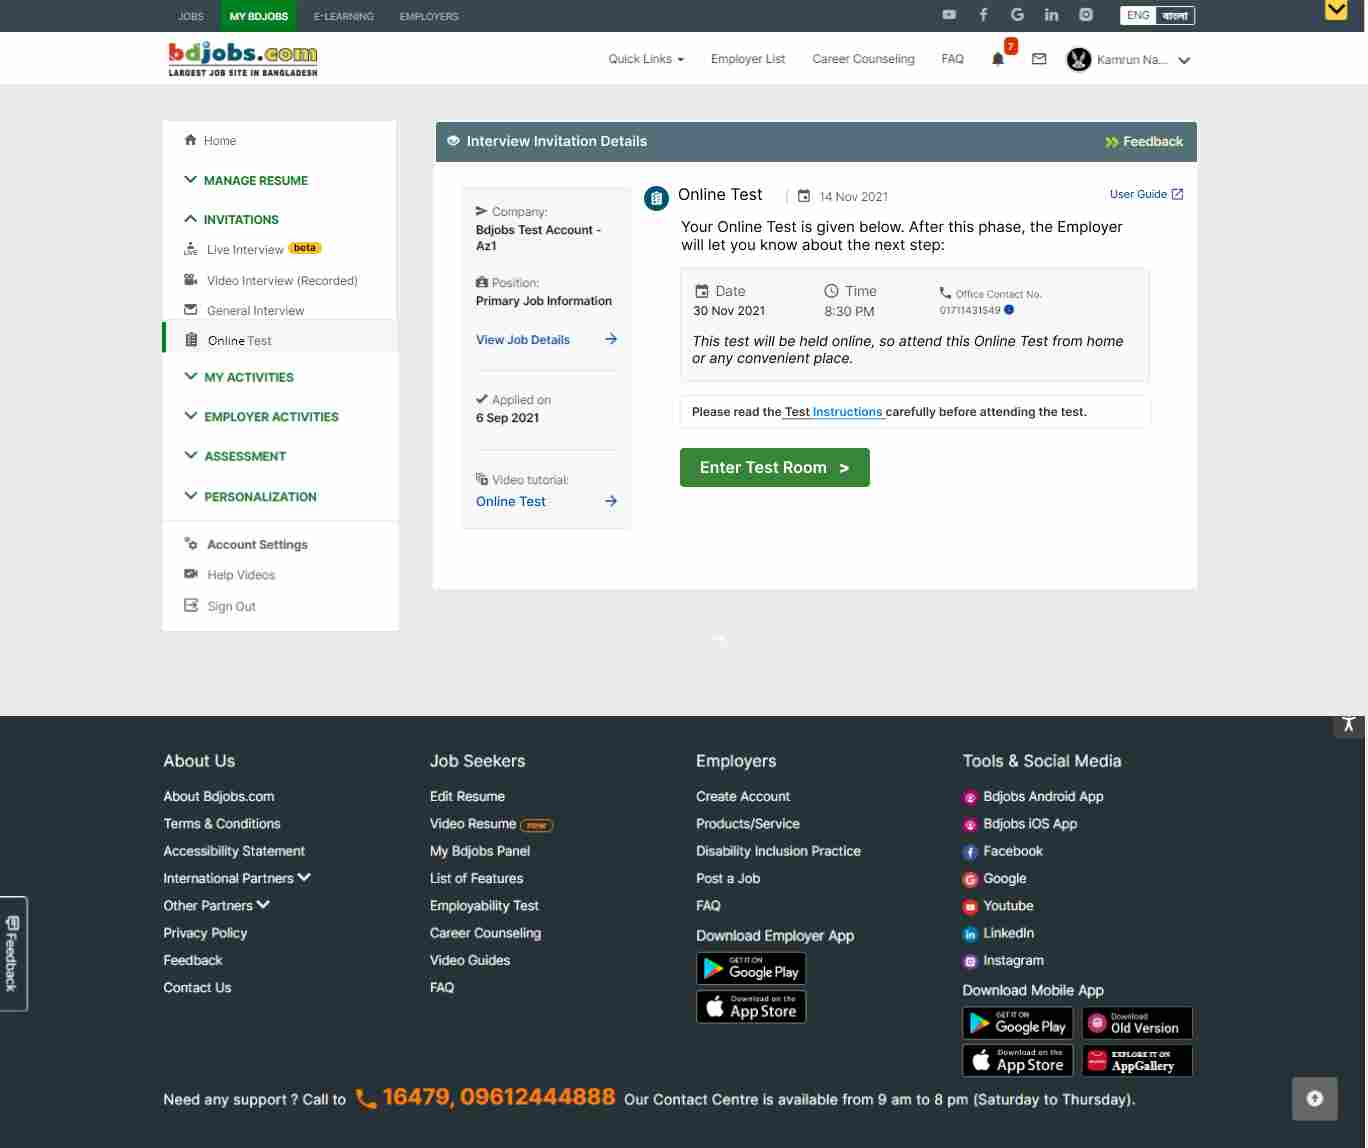 JOBS MY BDJOBS E-LEARNING EMPLOYERS ENG বাংলা
bdjobs.com
LARGEST JOB SITE IN BANGLADESH
Quick Links Employer List Career Counseling FAQ 7 Kamrun Na...
Home
MANAGE RESUME
INVITATIONS
Live Interview beta
Video Interview (Recorded)
General Interview
Online Test
MY ACTIVITIES
EMPLOYER ACTIVITIES
ASSESSMENT
PERSONALIZATION
Account Settings
Help Videos
Sign Out
Interview Invitation Details Feedback
Company:
Bdjobs Test Account -
Az1
Position:
Primary Job Information
View Job Details
Applied on
6 Sep 2021
Video tutorial:
Online Test
Online Test 14 Nov 2021 User Guide
Your Online Test is given below. After this phase, the Employer
will let you know about the next step:
Date Time Office Contact No.
30 Nov 2021 8:30 PM 01711431549
This test will be held online, so attend this Online Test from home
or any convenient place.
Please read the Test Instructions carefully before attending the test.
Enter Test Room >
About Us
About Bdjobs.com
Terms & Conditions
Accessibility Statement
International Partners
Other Partners
Privacy Policy
Feedback
Contact Us
Job Seekers
Edit Resume
Video Resume new
My Bdjobs Panel
List of Features
Employability Test
Career Counseling
Video Guides
FAQ
Employers
Create Account
Products/Service
Disability Inclusion Practice
Post a Job
FAQ
Download Employer App
GET IT ON
Google Play
Download on the
App Store
Tools & Social Media
Bdjobs Android App
Bdjobs iOS App
Facebook
Google
Youtube
LinkedIn
Instagram
Download Mobile App
GET IT ON
Google Play
Download
Old Version
Download on the
App Store
EXPLORE IT ON
AppGallery
Feedback
Need any support ? Call to 16479, 09612444888 Our Contact Centre is available from 9 am to 8 pm (Saturday to Thursday).